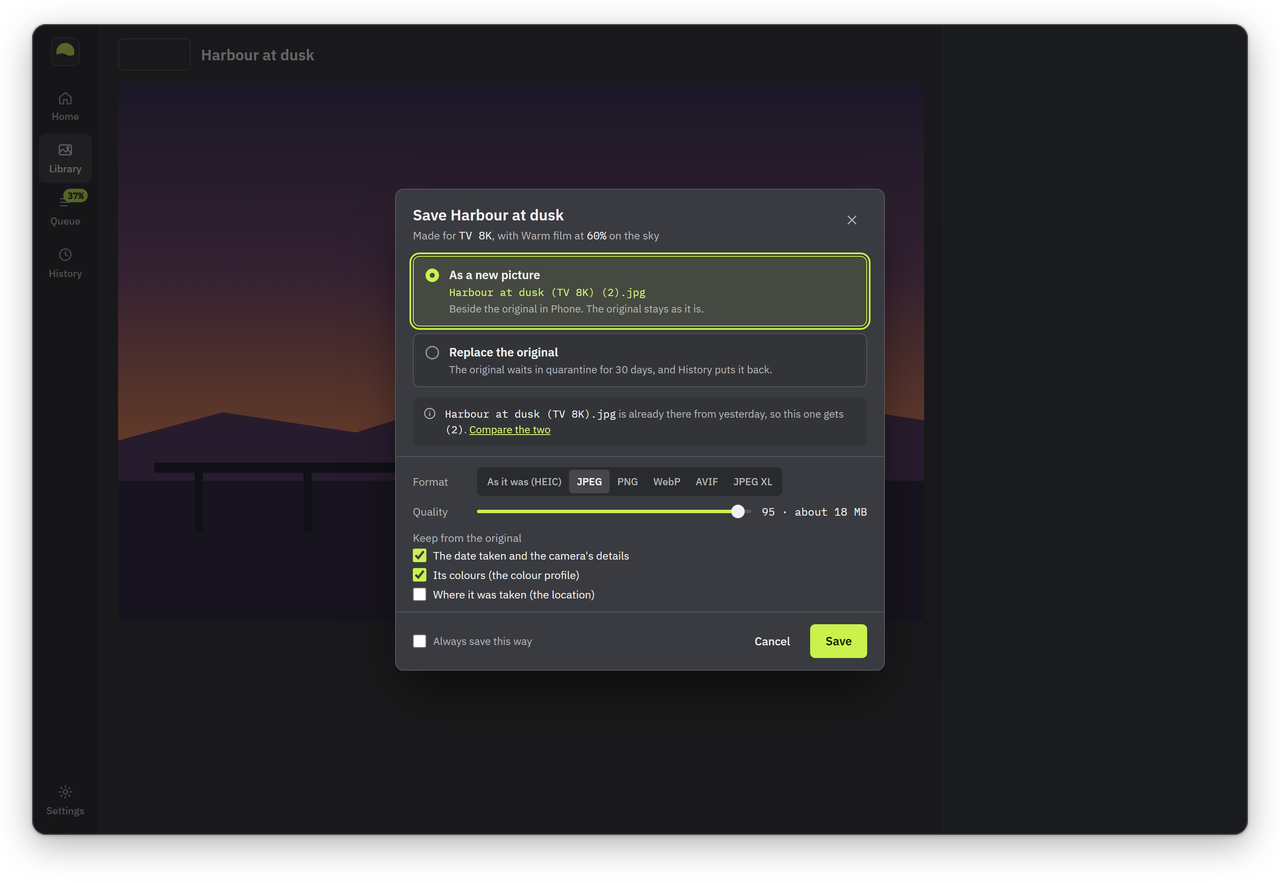 Harbour at dusk
Home
Library
37%
Queue
History
Settings
Save Harbour at dusk
Made for TV 8K, with Warm film at 60% on the sky
As a new picture
Harbour at dusk (TV 8K) (2).jpg
Beside the original in Phone. The original stays as it is.
Replace the original
The original waits in quarantine for 30 days, and History puts it back.
Harbour at dusk (TV 8K).jpg is already there from yesterday, so this one gets
(2). Compare the two
Format
As it was (HEIC) JPEG PNG WebP AVIF JPEG XL
Quality
95 · about 18 MB
Keep from the original
The date taken and the camera's details
Its colours (the colour profile)
Where it was taken (the location)
Always save this way
Cancel
Save